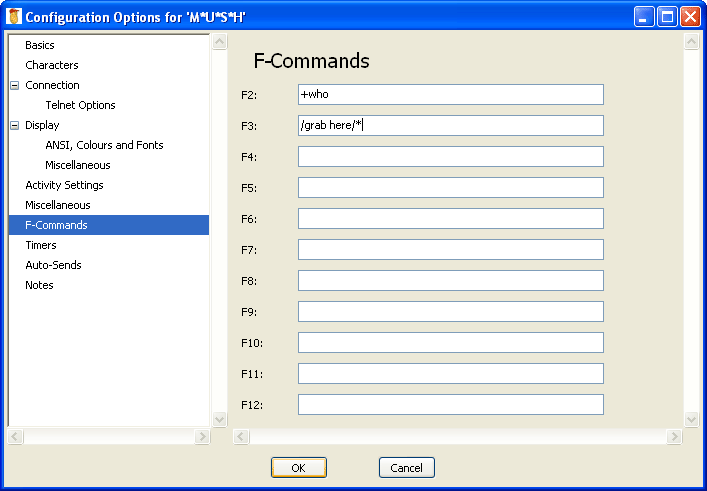 Configuration Options for 'M*U*S*H'
Basics
Characters
Connection
Telnet Options
Display
ANSI, Colours and Fonts
Miscellaneous
Activity Settings
Miscellaneous
F-Commands
Timers
Auto-Sends
Notes
F-Commands
F2: +who
F3: /grab here/*
F4:
F5:
F6:
F7:
F8:
F9:
F10:
F11:
F12:
OK Cancel